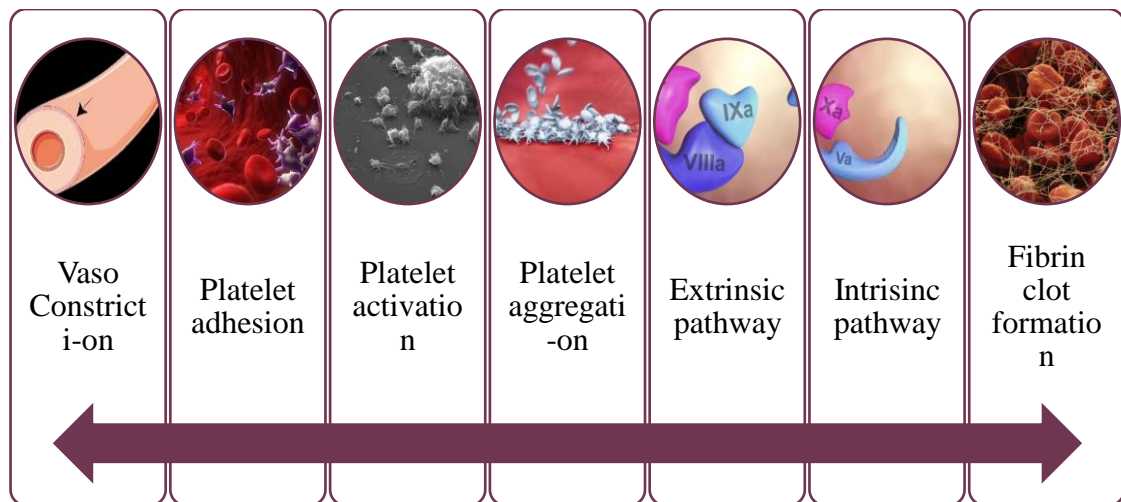 IXa
VIIIa
Xa
Va
Vaso
Constricti
i-on
Platelet
adhesion
Platelet
activatio
n
Platelet
aggregati
-on
Extrinsic
pathway
Intrisinc
pathway
Fibrin
clot
formatio
n